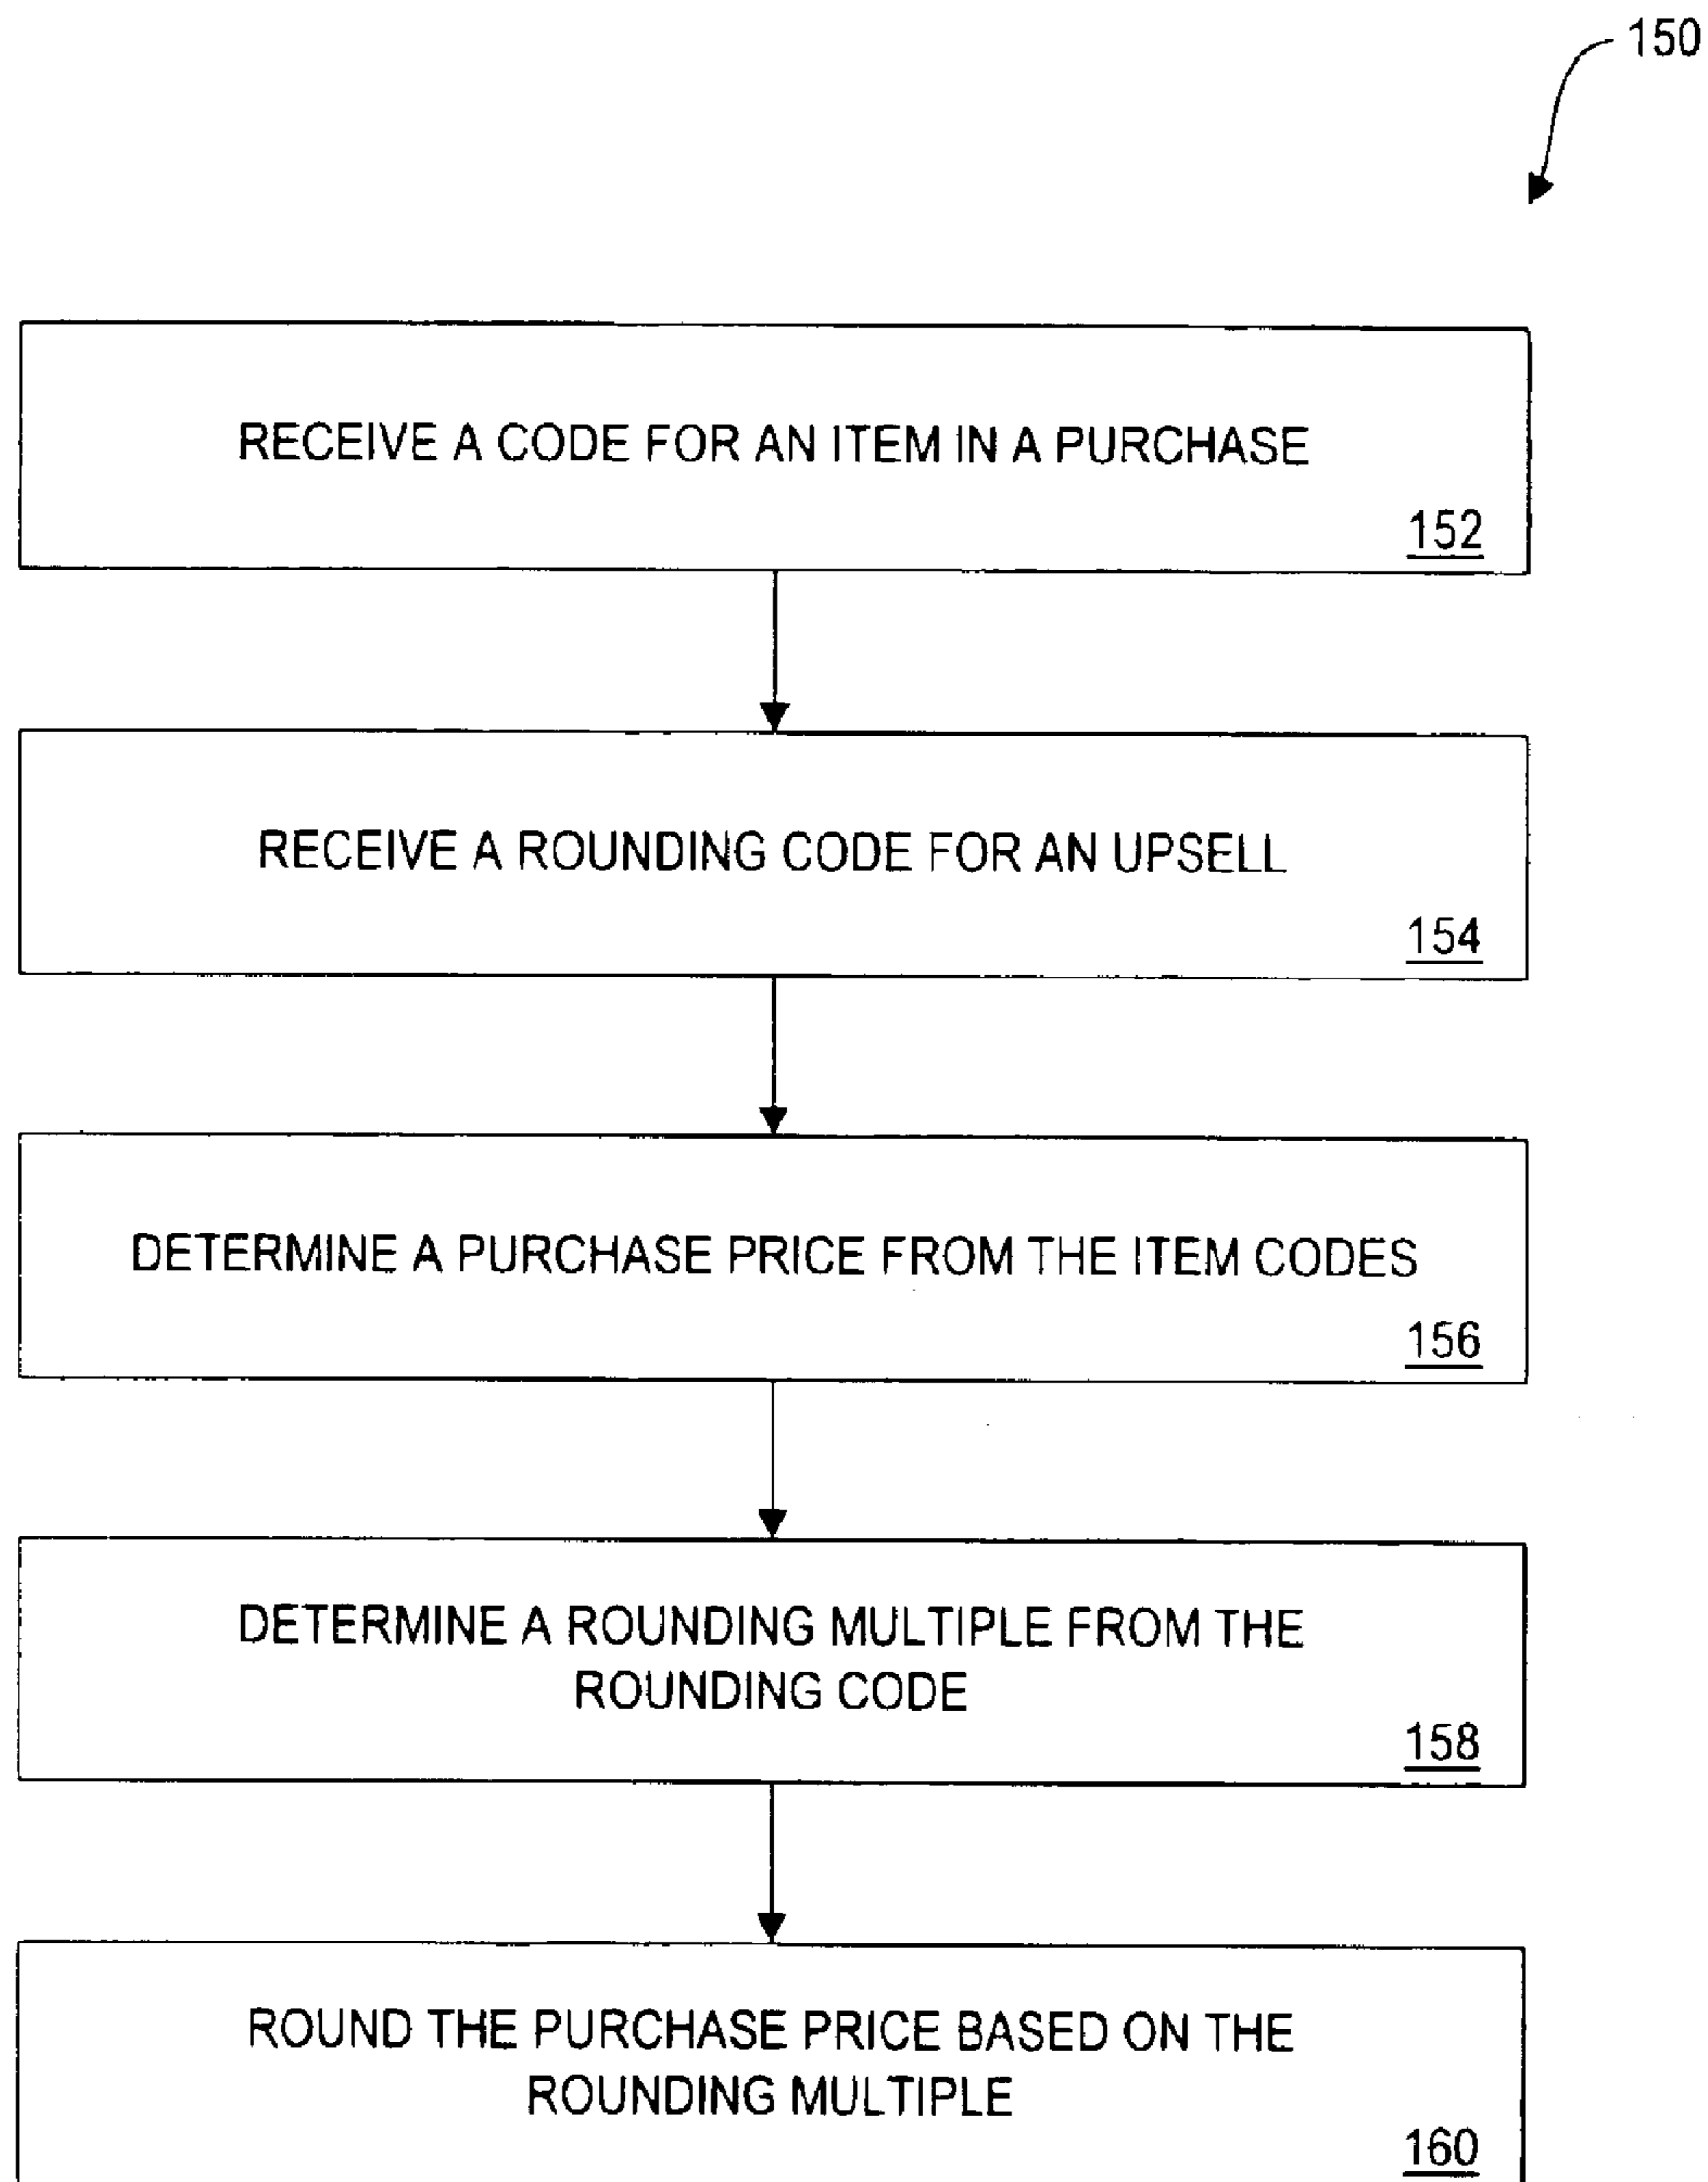 150
RECEIVE A CODE FOR AN ITEM IN A PURCHASE
152
RECEIVE A ROUNDING CODE FOR AN UPSELL
154
DETERMINE A PURCHASE PRICE FROM THE ITEM CODES
156
DETERMINE A ROUNDING MULTIPLE FROM THE
ROUNDING CODE
158
ROUND THE PURCHASE PRICE BASED ON THE
ROUNDING MULTIPLE
160